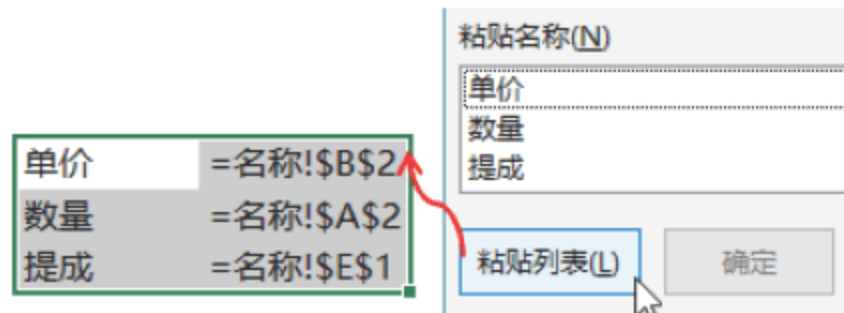 粘贴名称(N)
单价
数量
提成
单价 =名称!$B$2
数量 =名称!$A$2
提成 =名称!$E$1
粘贴列表(L) 确定